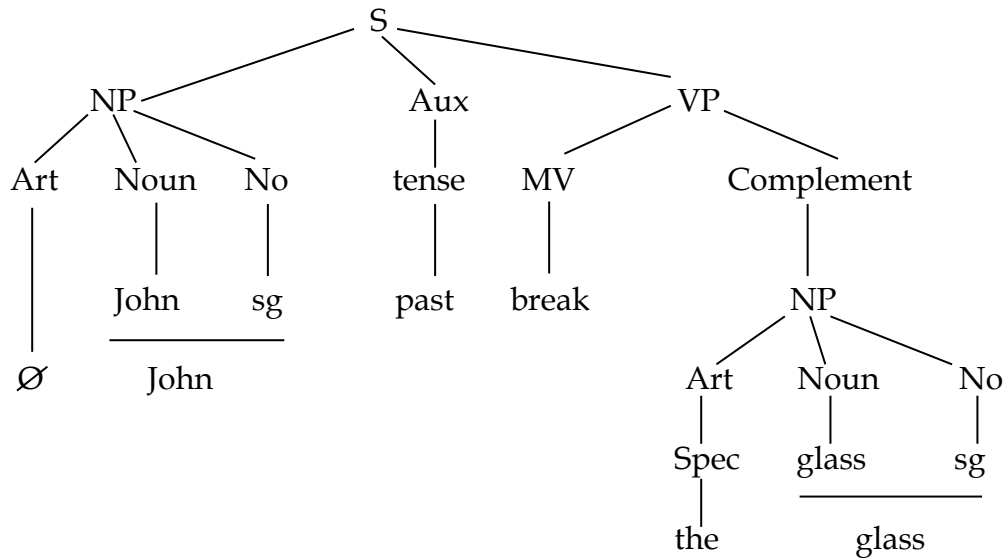 S
NP Aux VP
Art Noun No tense MV Complement
John sg past break NP
Ø John Art Noun No
Spec glass sg
the glass